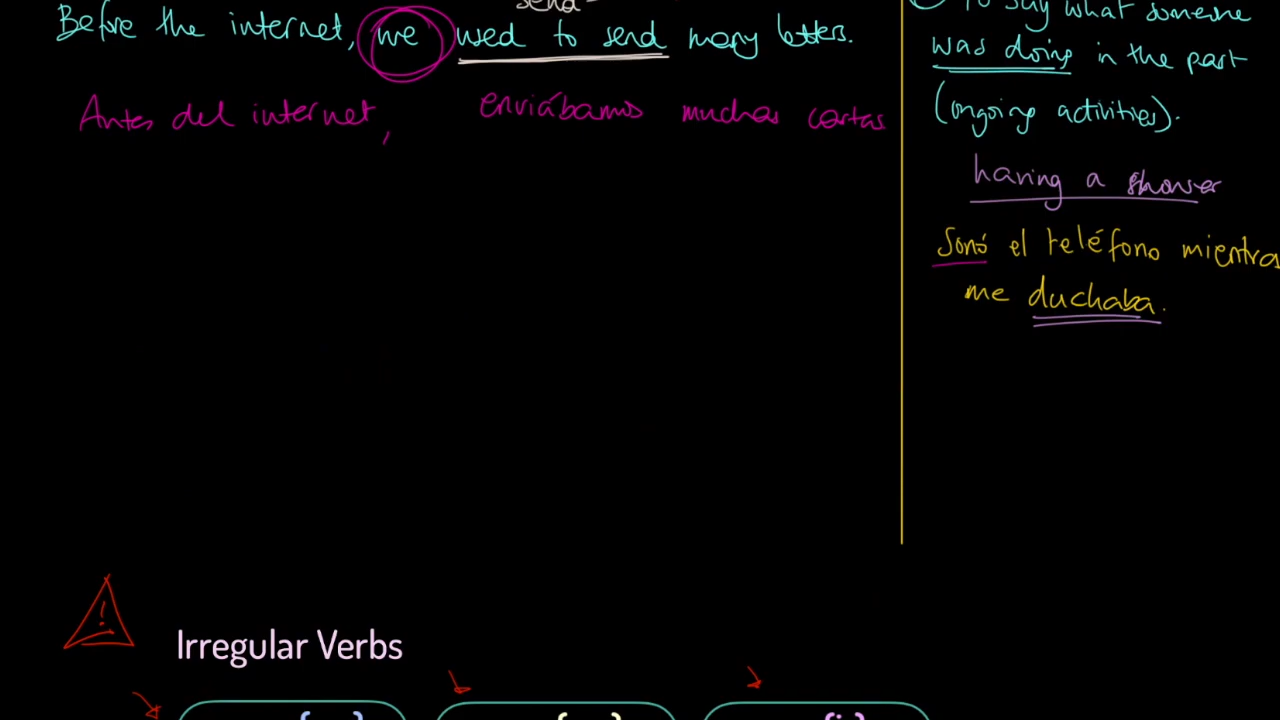 send
Before the internet, we used to send many letters.
Antes del internet, enviábamos muchas cartas
to say what someone
was doing in the past
(ongoing activities).
having a shower
Sonó el teléfono mientras
me duchaba.
!
Irregular Verbs